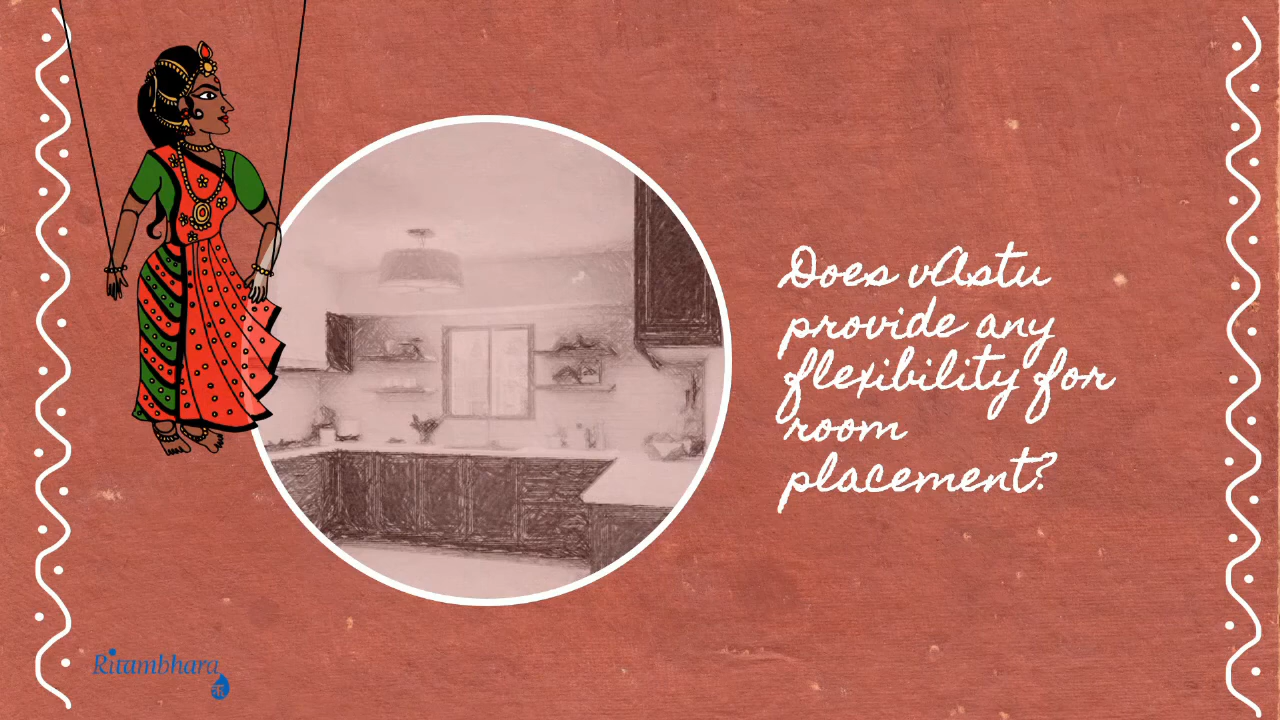 Does vAstu
provide any
flexibility for
room
placement?
Ritambhara